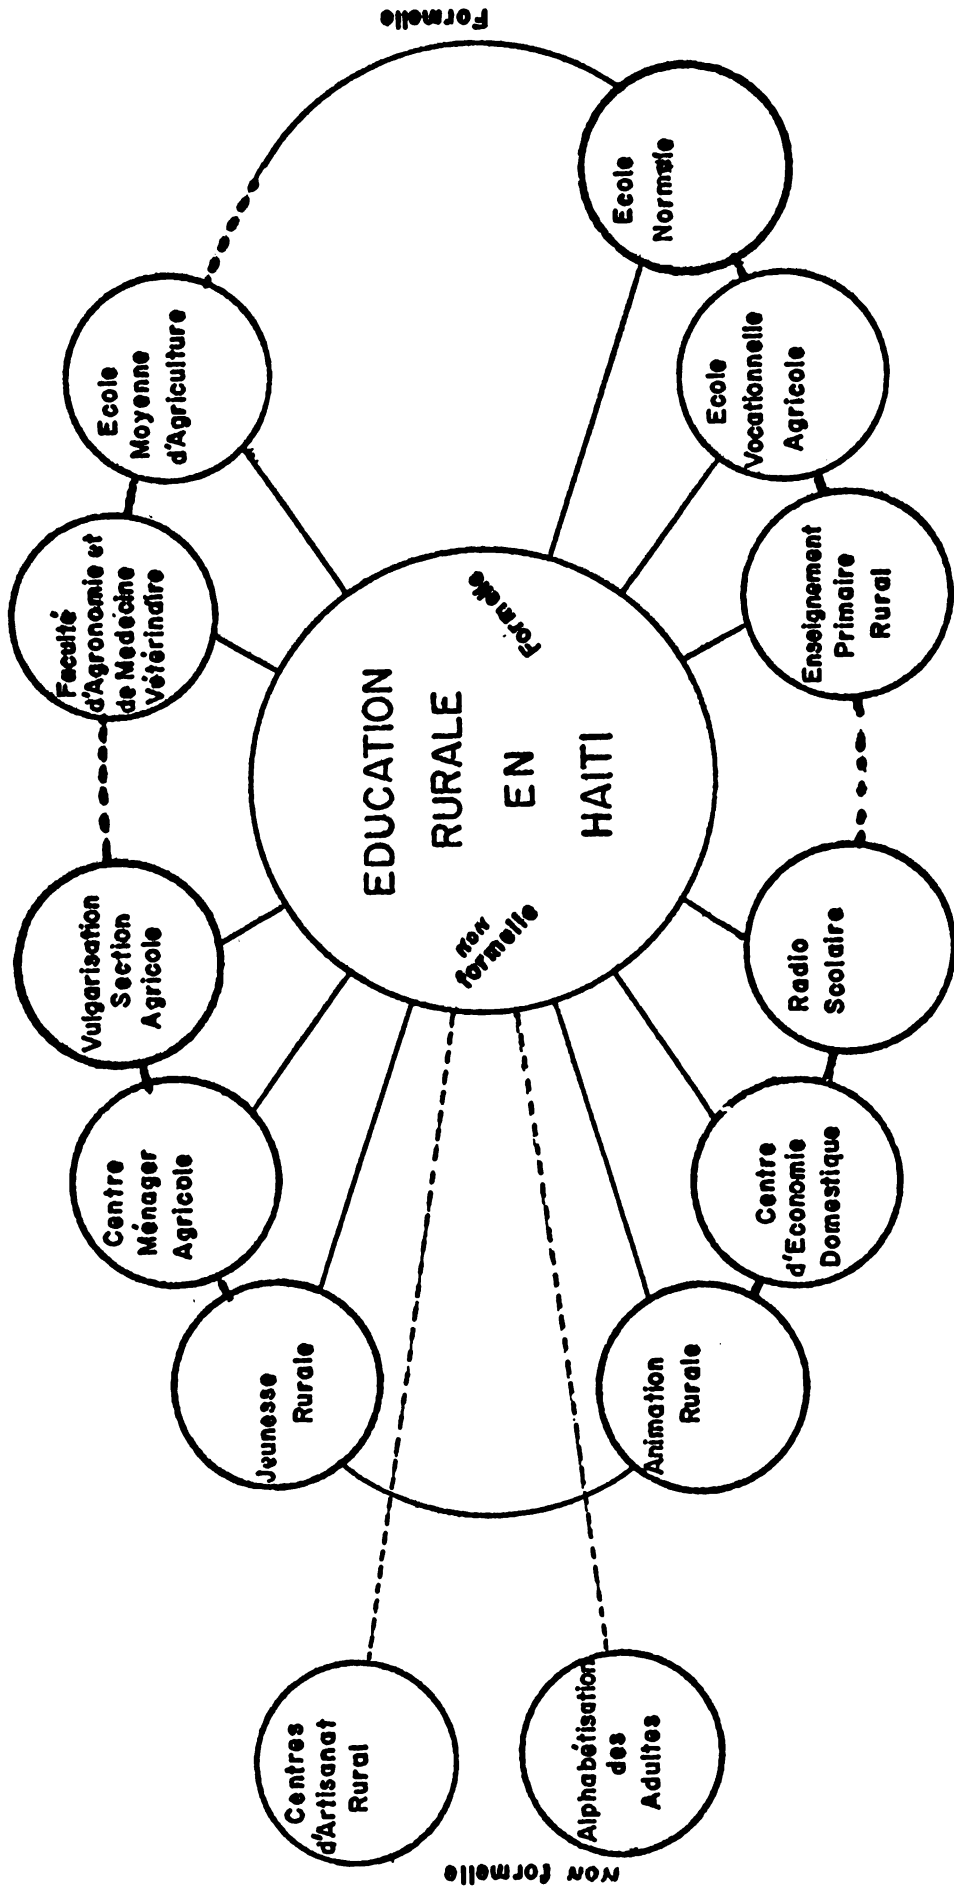 Formelle
Ecole
Moyenne
d'Agriculture
Faculté
d'Agronomie et
de Medecine
Vétérinaire
Vulgarisation
Section
Agricole
Centre
Ménager
Agricole
Jeunesse
Rurale
Centres
d'Artisanat
Rural
EDUCATION
RURALE
EN
HAITI
Formelle
Non
formelle
Ecole
Normale
Ecole
Vocationnelle
Agricole
Enseignement
Primaire
Rural
Radio
Scolaire
Centre
d'Economie
Domestique
Animation
Rurale
Alphabétisation
des
Adultes
Non formelle